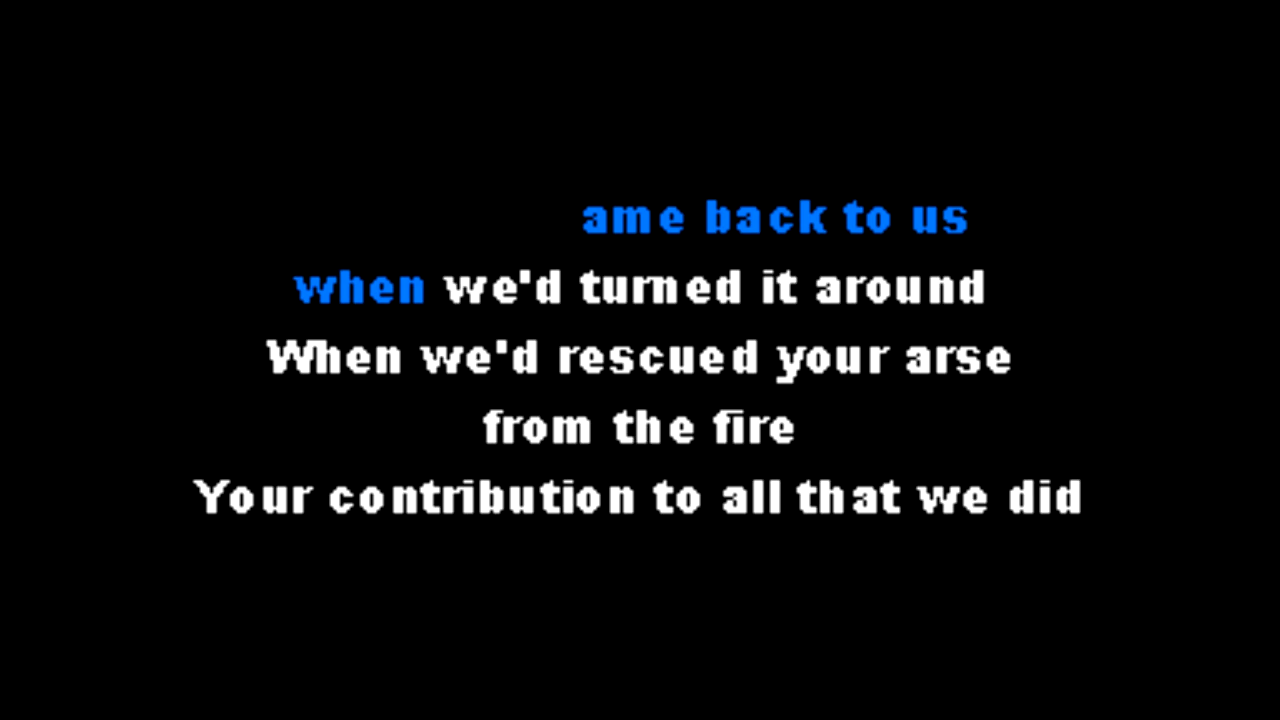 ame back to us
when we'd turned it around
When we'd rescued your arse
from the fire
Your contribution to all that we did